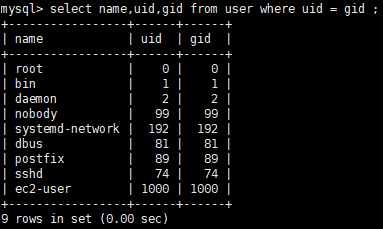 mysql> select name,uid,gid from user where uid = gid ;
+-----------------+------+------+
| name            | uid  | gid  |
+-----------------+------+------+
| root            |    0 |    0 |
| bin             |    1 |    1 |
| daemon          |    2 |    2 |
| nobody          |   99 |   99 |
| systemd-network |  192 |  192 |
| dbus            |   81 |   81 |
| postfix         |   89 |   89 |
| sshd            |   74 |   74 |
| ec2-user        | 1000 | 1000 |
+-----------------+------+------+
9 rows in set (0.00 sec)